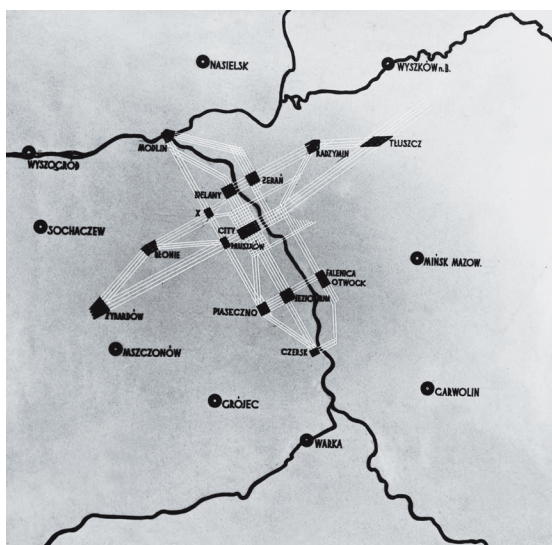 NASIELSK
WYSZKÓW n.B.
MODLIN
RADZYMIN
TŁUSZCZ
WYSZOGRÓD
ŻERAŃ
BIELANY
X
SOCHACZEW
CITY
PRUSZKÓW
BŁONIE
MIŃSK MAZOW.
FALENICA
OTWOCK
JEZIORNA
ŻYRARDÓW
PIASECZNO
MSZCZONÓW
CZERSK
GARWOLIN
GRÓJEC
WARKA